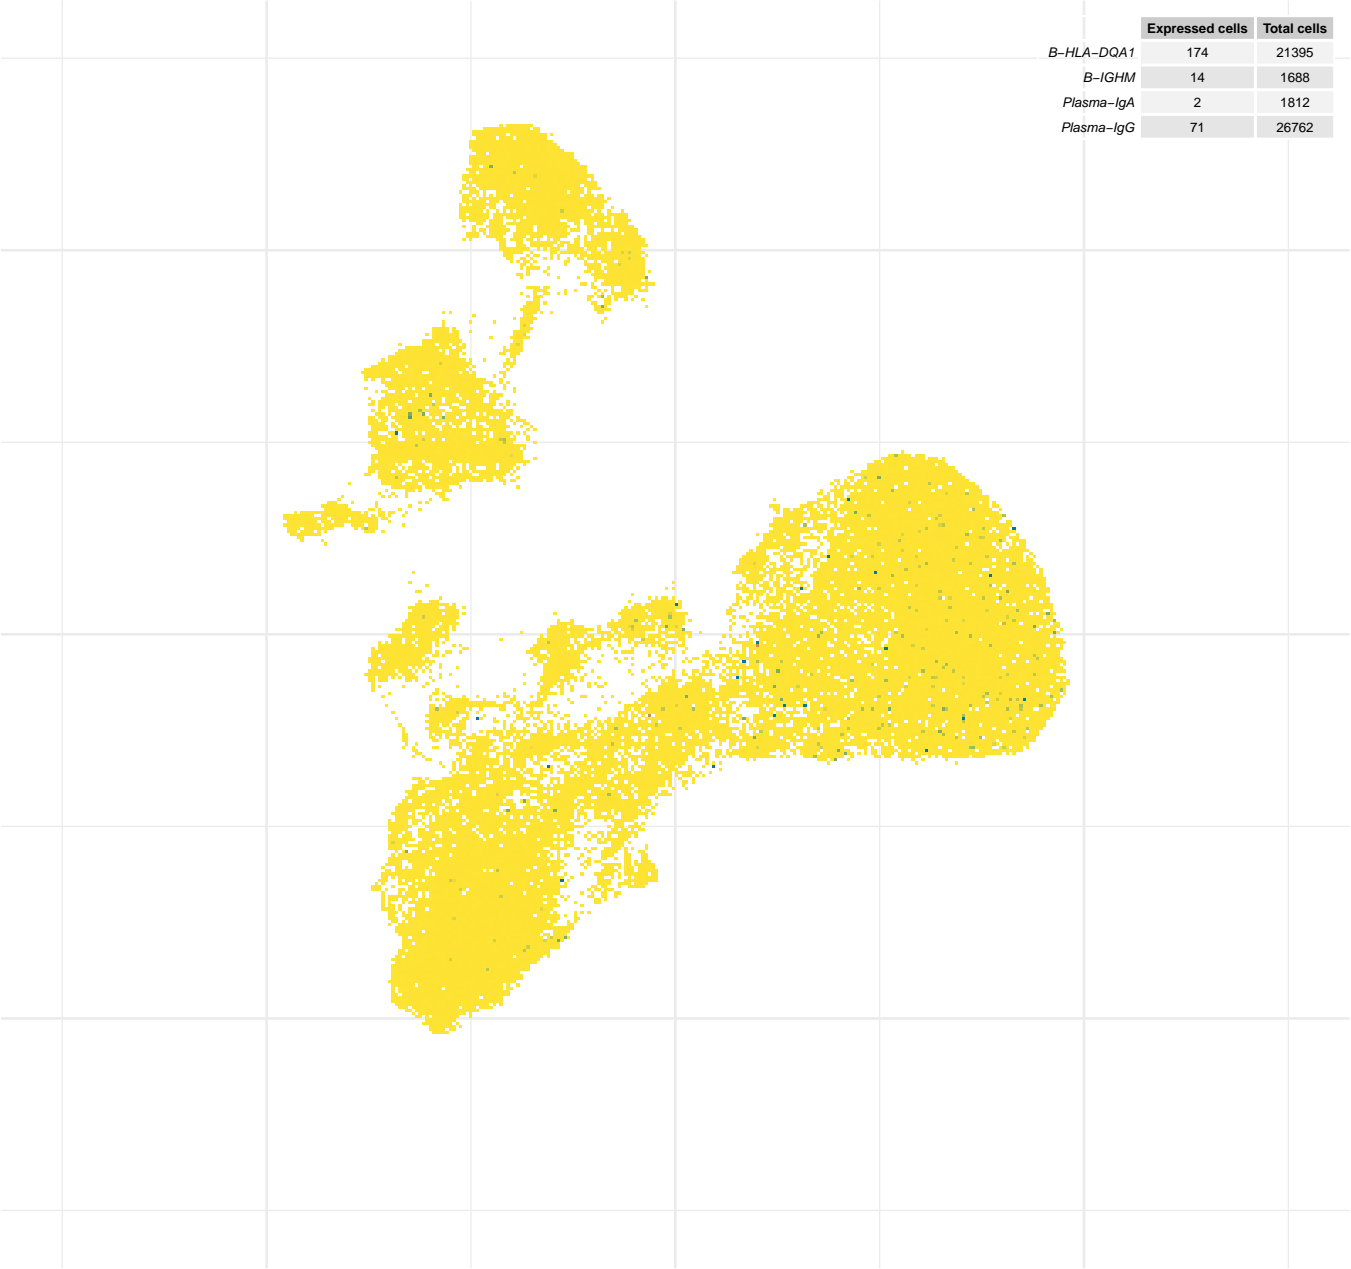 Expressed cells Total cells
B−HLA−DQA1 174 21395
B−IGHM 14 1688
Plasma−IgA 2 1812
Plasma−IgG 71 26762